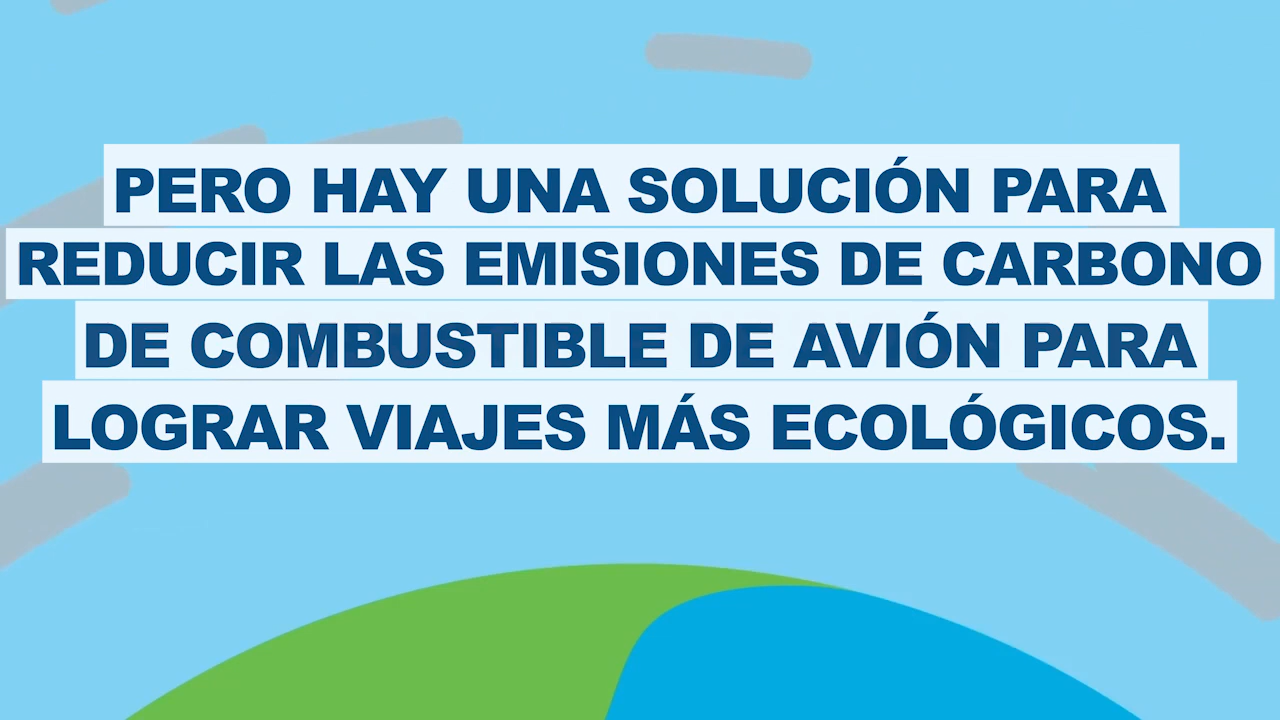 PERO HAY UNA SOLUCIÓN PARA
REDUCIR LAS EMISIONES DE CARBONO
DE COMBUSTIBLE DE AVIÓN PARA
LOGRAR VIAJES MÁS ECOLÓGICOS.